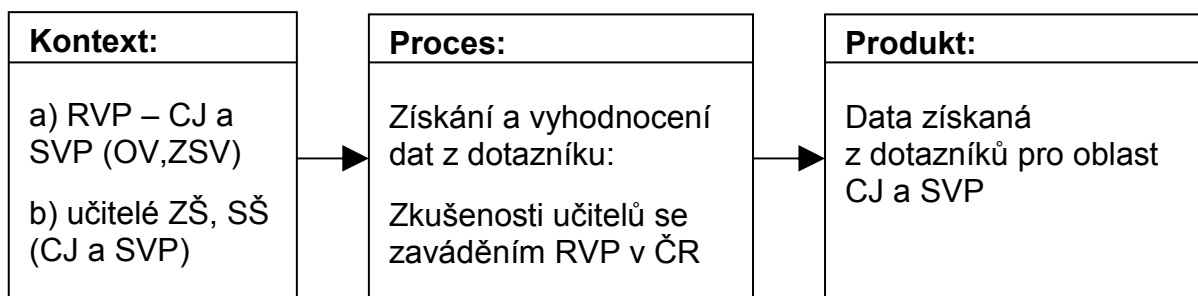 Kontext:
a) RVP – CJ a
SVP (OV,ZSV)
b) učitelé ZŠ, SŠ
(CJ a SVP)
Proces:
Získání a vyhodnocení
dat z dotazníku:
Zkušenosti učitelů se
zaváděním RVP v ČR
Produkt:
Data získaná
z dotazníků pro oblast
CJ a SVP